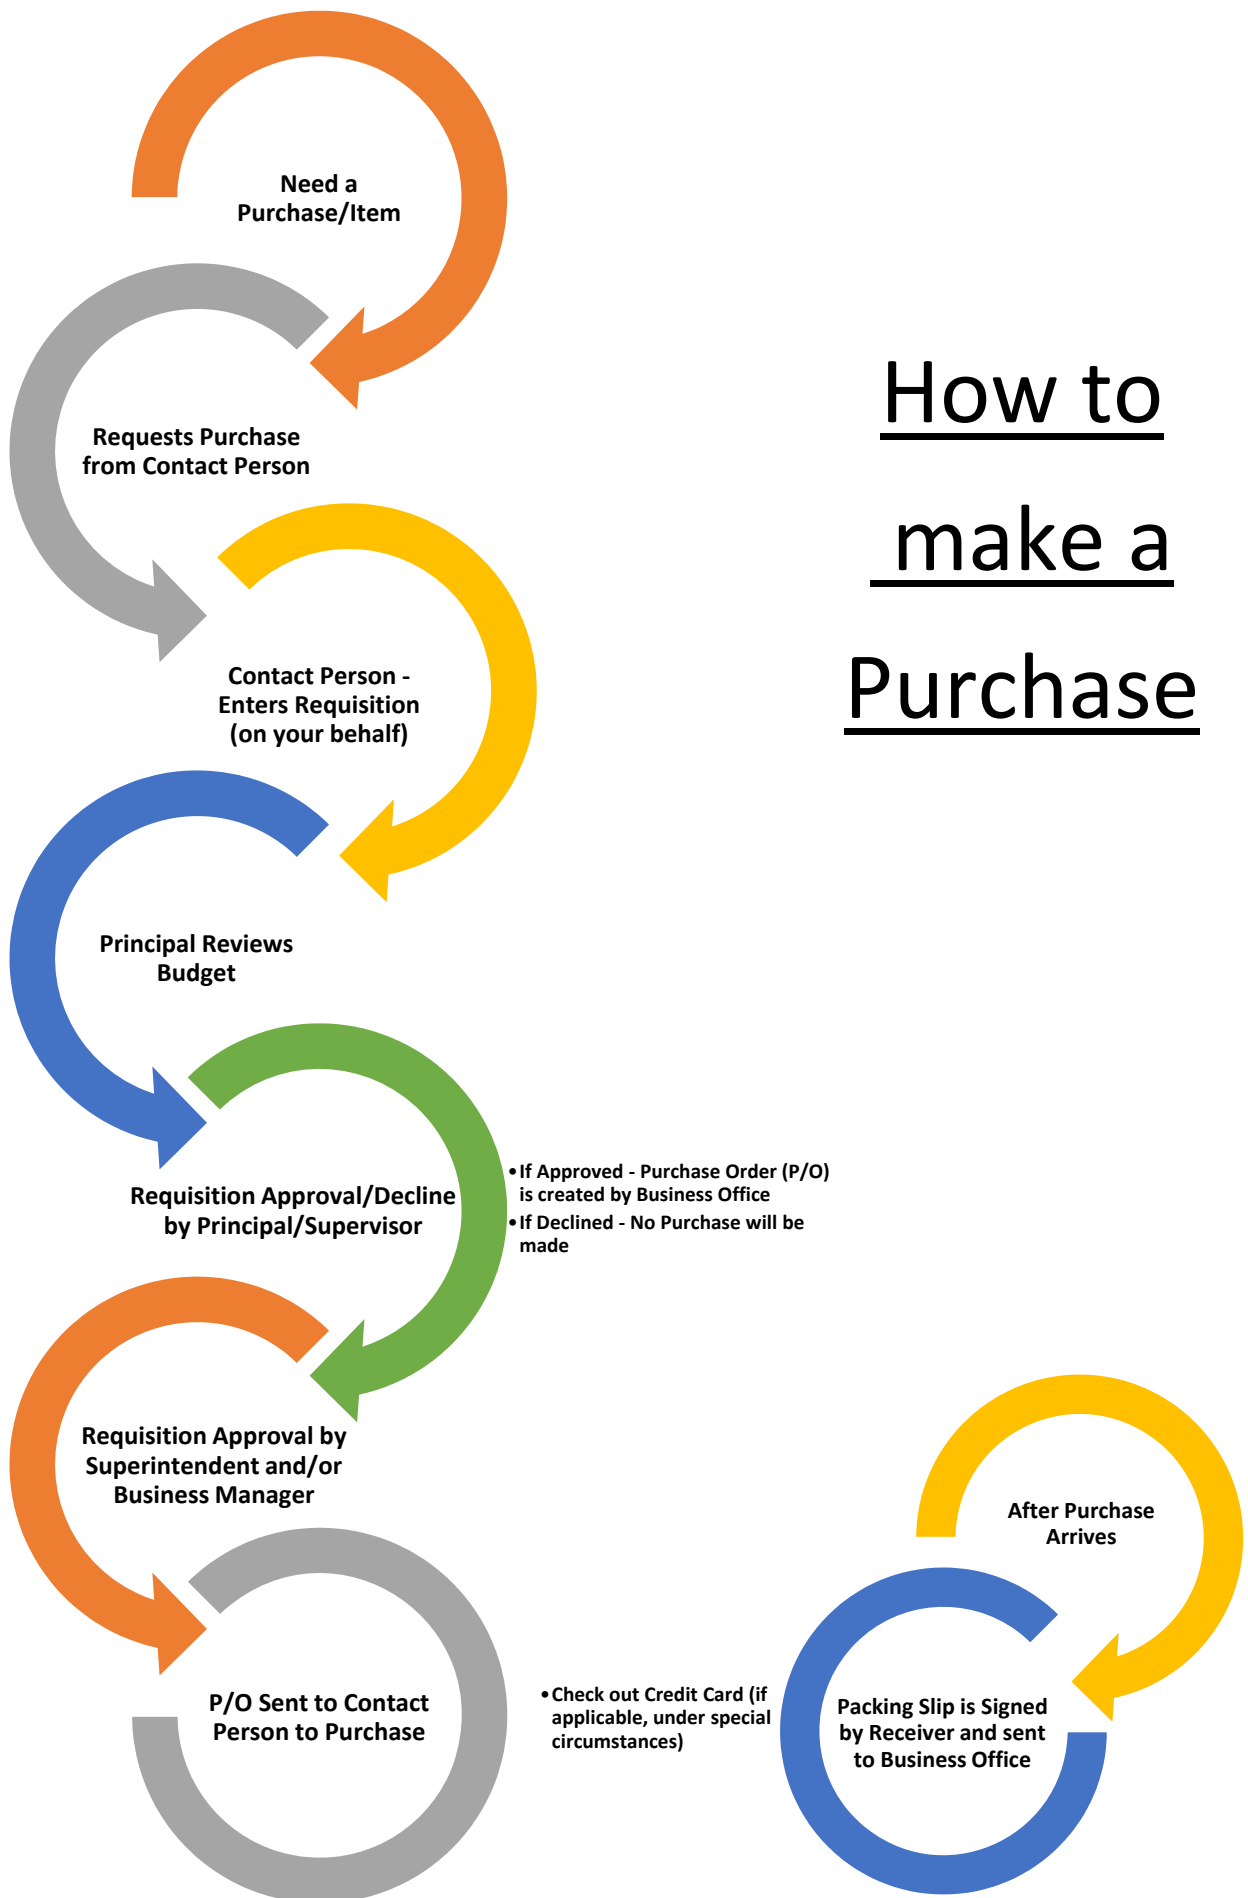 How to
make a
Purchase
Need a
Purchase/Item
Requests Purchase
from Contact Person
Contact Person -
Enters Requisition
(on your behalf)
Principal Reviews
Budget
Requisition Approval/Decline
by Principal/Supervisor
•If Approved - Purchase Order (P/O)
is created by Business Office
•If Declined - No Purchase will be
made
Requisition Approval by
Superintendent and/or
Business Manager
P/O Sent to Contact
Person to Purchase
•Check out Credit Card (if
applicable, under special
circumstances)
After Purchase
Arrives
Packing Slip is Signed
by Receiver and sent
to Business Office